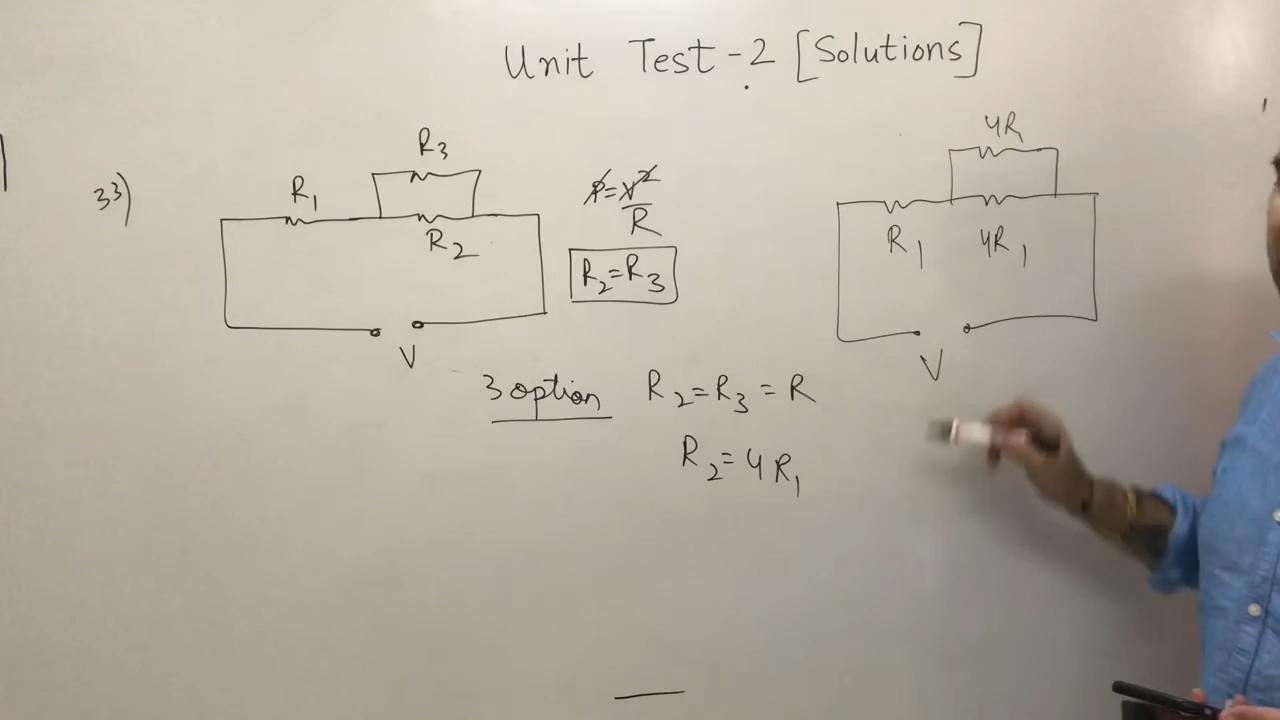 Unit Test - 2 [Solutions]
33)
R3
R1
R2
V
P = V²/R
R2=R3
4R
R1
4R1
V
3 option R2=R3 = R
R2= 4R1